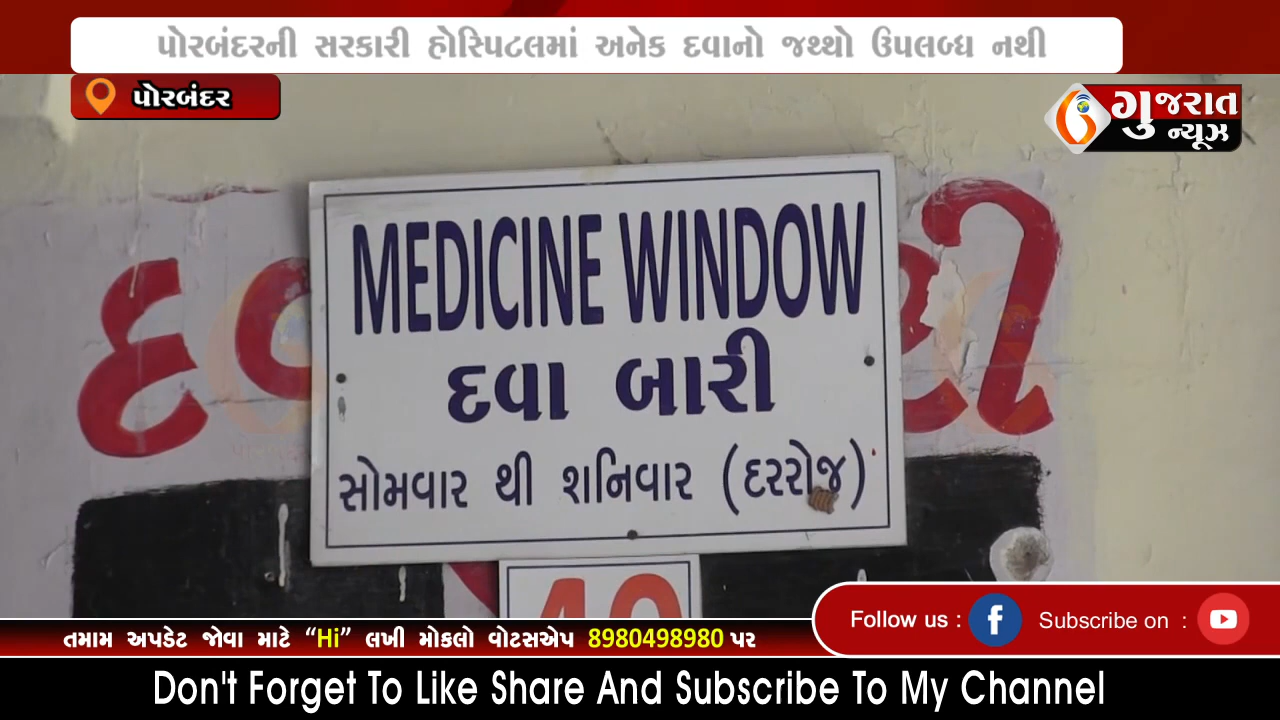 પોરબંદરની સરકારી હોસ્પિટલમાં અનેક દવાનો જથ્થો ઉપલબ્ધ નથી
પોરબંદર
ગુજરાત
ન્યૂઝ
MEDICINE WINDOW
દવા બારી
સોમવાર થી શનિવાર (દરરોજ)
Follow us :
Subscribe on :
તમામ અપડેટ જોવા માટે “Hi” લખી મોકલો વોટસએપ 8980498980 પર
Don't Forget To Like Share And Subscribe To My Channel